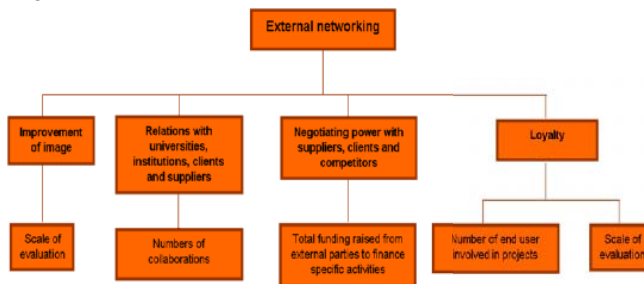 External networking
Improvement
of image
Relations with
universities,
institutions, clients
and suppliers
Negotiating power with
suppliers, clients and
competitors
Loyalty
Scale of
evaluation
Numbers of
collaborations
Total funding raised from
external parties to finance
specific activities
Number of end user
involved in projects
Scale of
evaluation